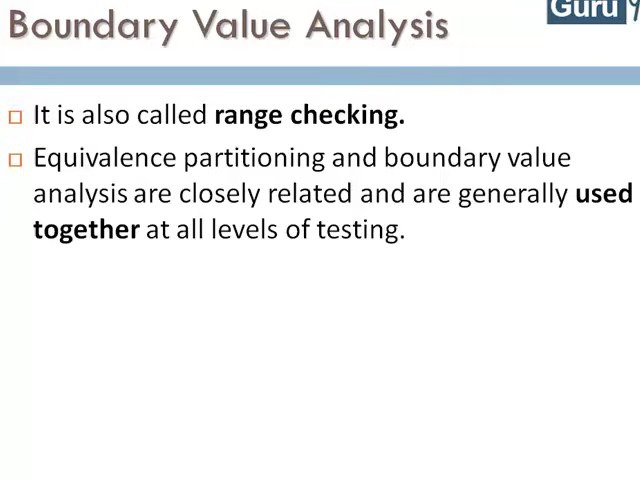 Boundary Value Analysis
Guru
It is also called range checking.
Equivalence partitioning and boundary value
analysis are closely related and are generally used
together at all levels of testing.